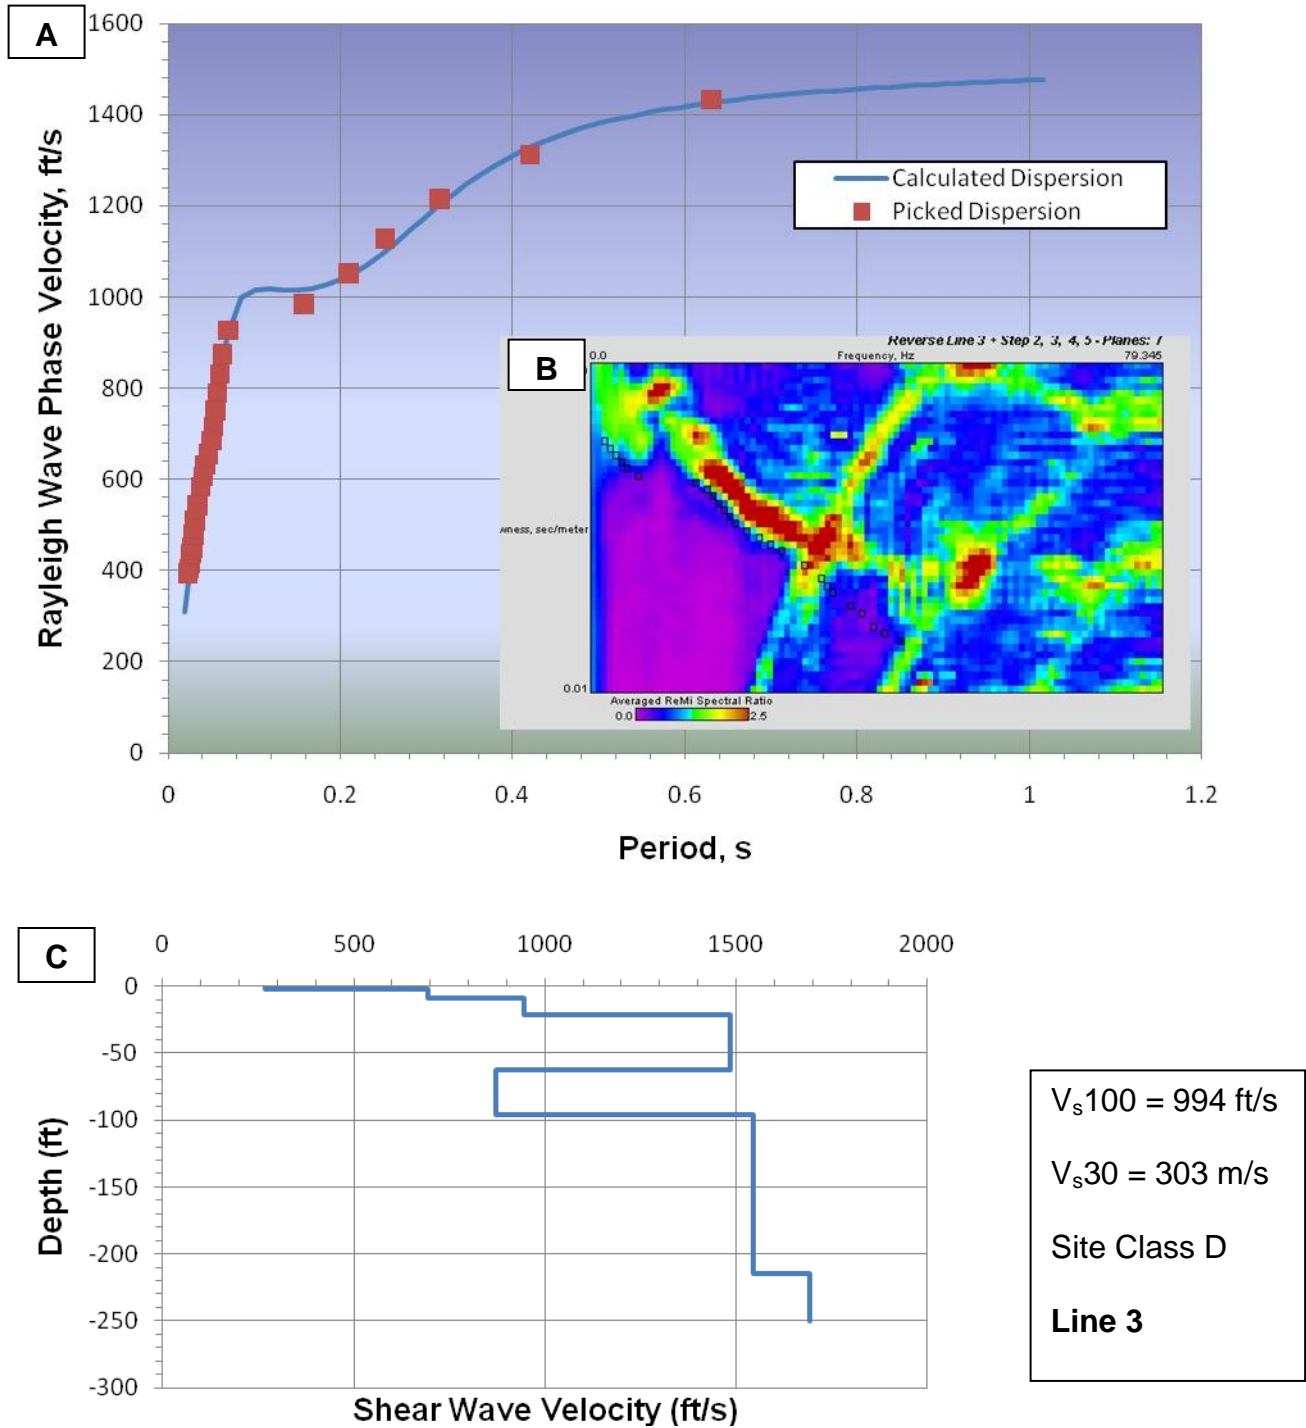 A
1600
1400
1200
1000
800
600
400
200
0
Rayleigh Wave Phase Velocity, ft/s
Calculated Dispersion
Picked Dispersion
B
Reverse Line 3 + Step 2, 3, 4, 5 - Planes: 7
0.0 Frequency, Hz 79.345
wness, sec/meter
0.01
Averaged ReMi Spectral Ratio
0.0 2.5
0 0.2 0.4 0.6 0.8 1 1.2
Period, s
C
0 500 1000 1500 2000
0
-50
-100
-150
-200
-250
-300
Depth (ft)
Shear Wave Velocity (ft/s)
Vs100 = 994 ft/s
Vs30 = 303 m/s
Site Class D
Line 3